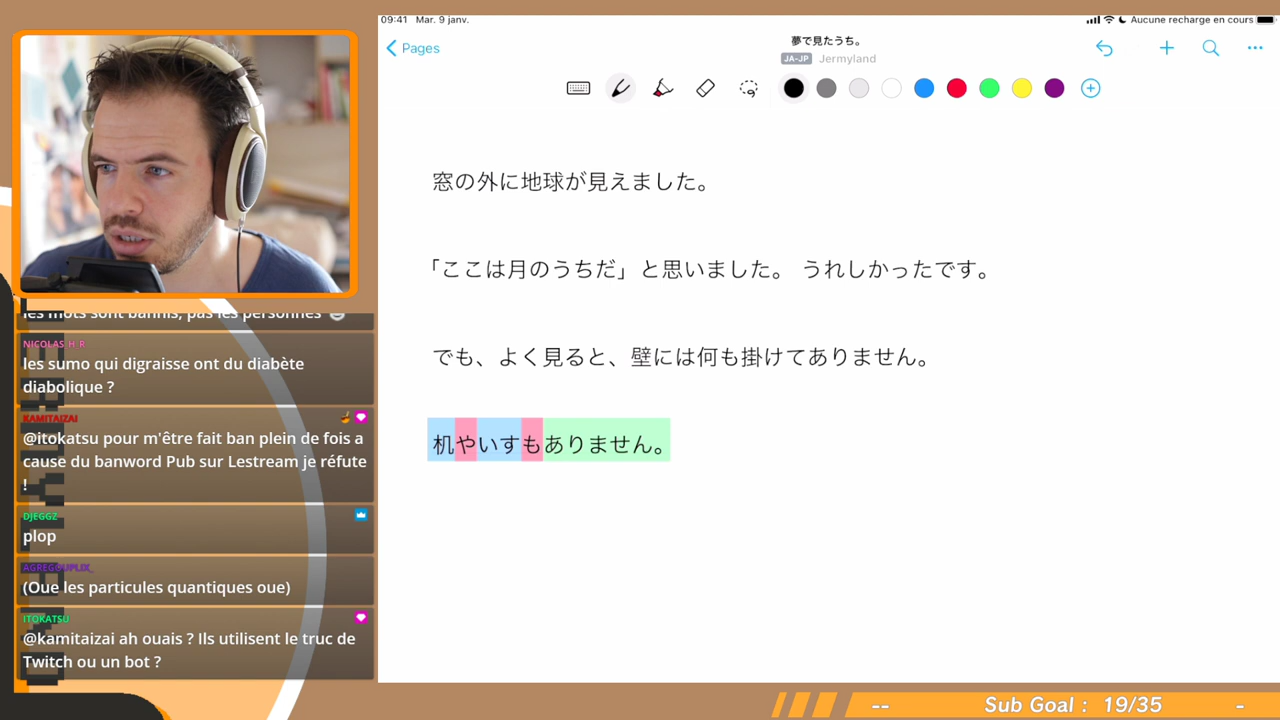 09:41 Mar. 9 janv.
Aucune recharge en cours
Pages
夢で見たうち。
JA-JP Jermyland
窓の外に地球が見えました。
「ここは月のうちだ」と思いました。 うれしかったです。
でも、よく見ると、壁には何も掛けてありません。
机やいすもありません。
les mots sont bannis, pas les personnes
NICOLAS H R
les sumo qui digraisse ont du diabète
diabolique ?
KAMITAIZAI
@itokatsu pour m'être fait ban plein de fois a
cause du banword Pub sur Lestream je réfute
!
DJEGGZ
plop
AGREGOUPLIX_
(Oue les particules quantiques oue)
ITOKATSU
@kamitaizai ah ouais ? Ils utilisent le truc de
Twitch ou un bot ?
-- Sub Goal : 19/35 -